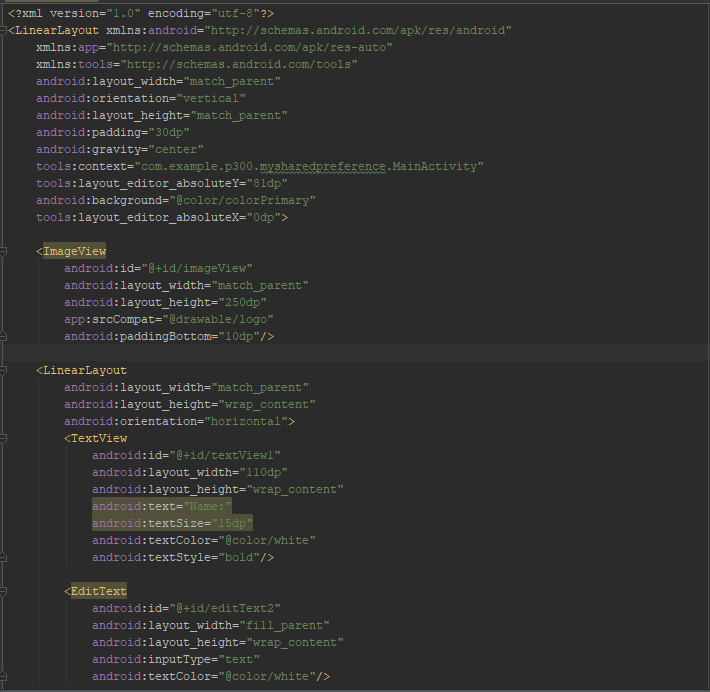 <?xml version="1.0" encoding="utf-8"?>
<LinearLayout xmlns:android="http://schemas.android.com/apk/res/android"
    xmlns:app="http://schemas.android.com/apk/res-auto"
    xmlns:tools="http://schemas.android.com/tools"
    android:layout_width="match_parent"
    android:orientation="vertical"
    android:layout_height="match_parent"
    android:padding="30dp"
    android:gravity="center"
    tools:context="com.example.p300.mysharedpreference.MainActivity"
    tools:layout_editor_absoluteY="81dp"
    android:background="@color/colorPrimary"
    tools:layout_editor_absoluteX="0dp">

    <ImageView
        android:id="@+id/imageView"
        android:layout_width="match_parent"
        android:layout_height="250dp"
        app:srcCompat="@drawable/logo"
        android:paddingBottom="10dp"/>

    <LinearLayout
        android:layout_width="match_parent"
        android:layout_height="wrap_content"
        android:orientation="horizontal">
        <TextView
            android:id="@+id/textView1"
            android:layout_width="110dp"
            android:layout_height="wrap_content"
            android:text="Name:"
            android:textSize="15dp"
            android:textColor="@color/white"
            android:textStyle="bold"/>

        <EditText
            android:id="@+id/editText2"
            android:layout_width="fill_parent"
            android:layout_height="wrap_content"
            android:inputType="text"
            android:textColor="@color/white"/>